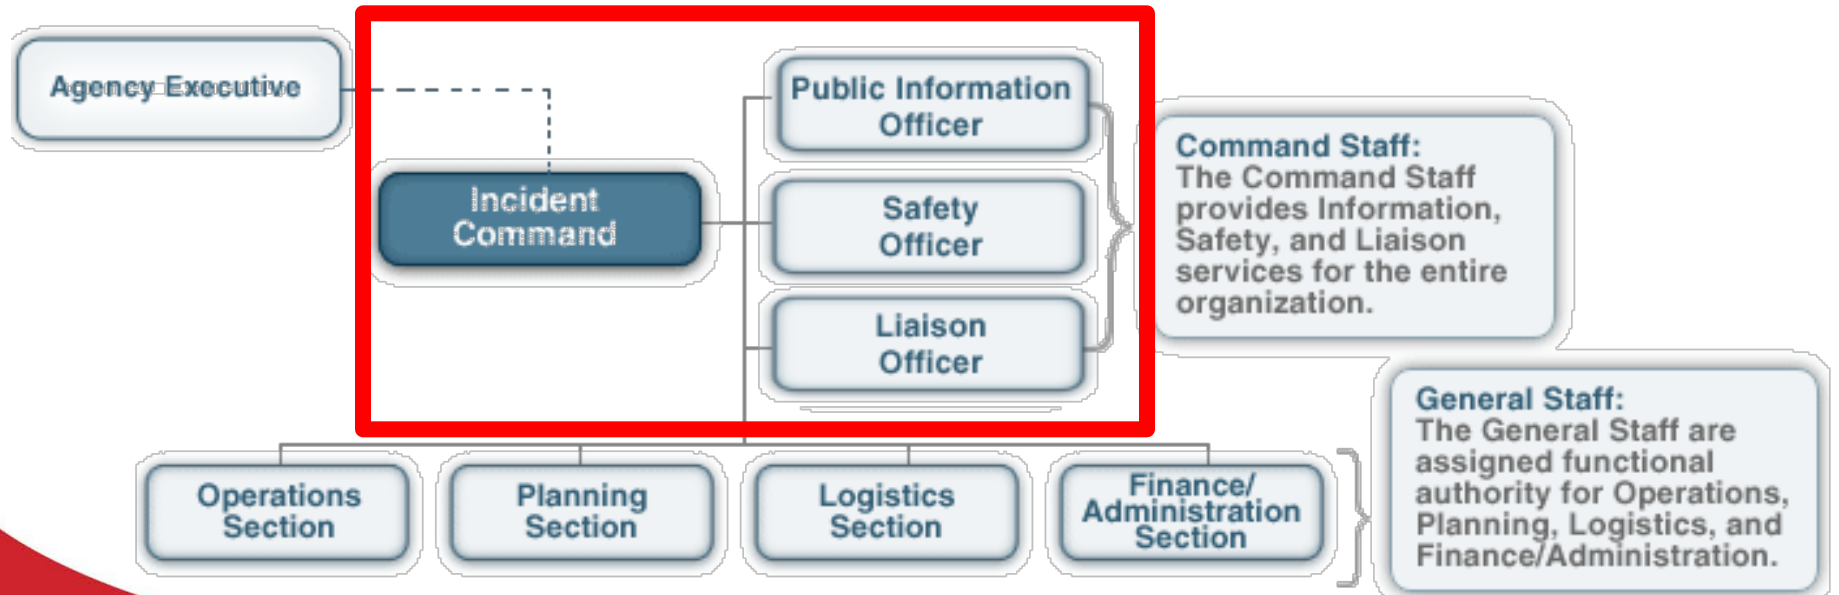 Agency Executive
Incident
Command
Public Information
Officer
Safety
Officer
Liaison
Officer
Command Staff:
The Command Staff
provides Information,
Safety, and Liaison
services for the entire
organization.
Operations
Section
Planning
Section
Logistics
Section
Finance/
Administration
Section
General Staff:
The General Staff are
assigned functional
authority for Operations,
Planning, Logistics, and
Finance/Administration.